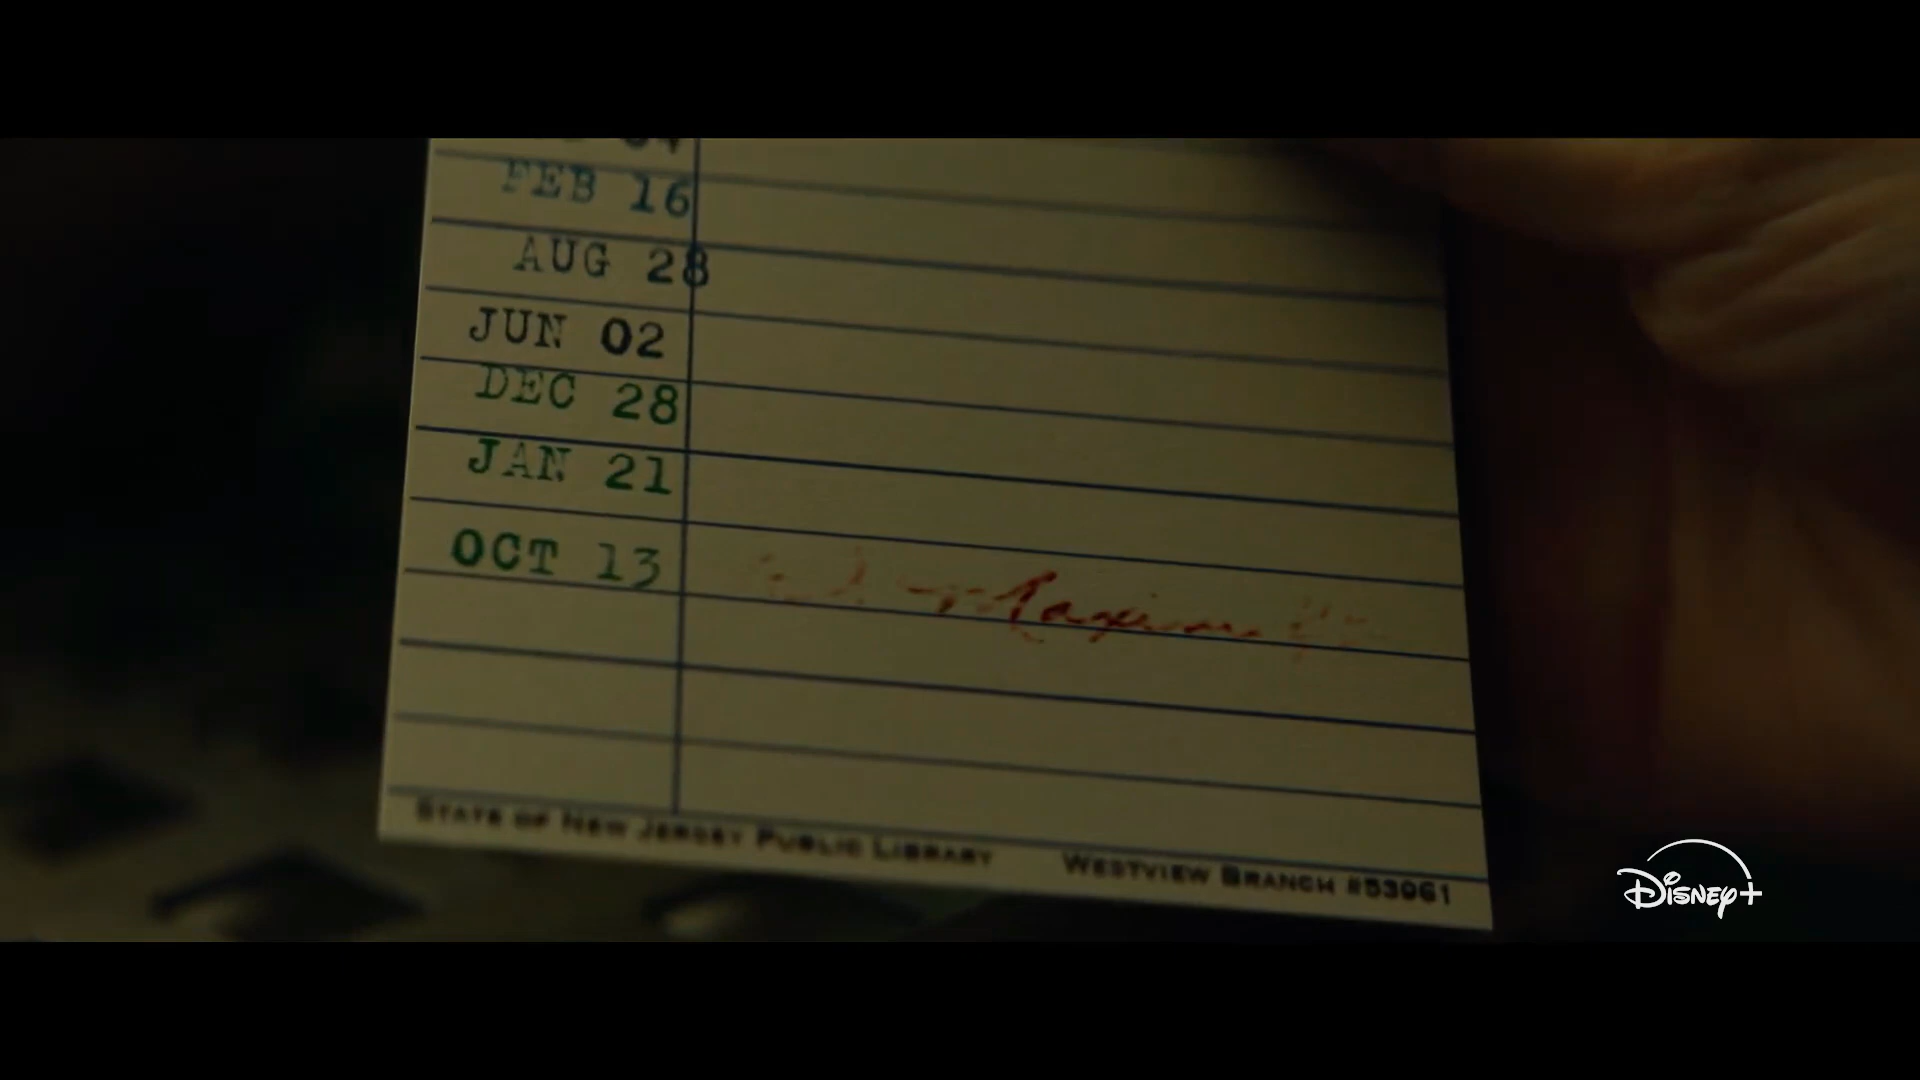 FEB 16
AUG 28
JUN 02
DEC 28
JAN 21
OCT 13
STATE OF NEW JERSEY PUBLIC LIBRARY WESTVIEW BRANCH #53061
Disney+